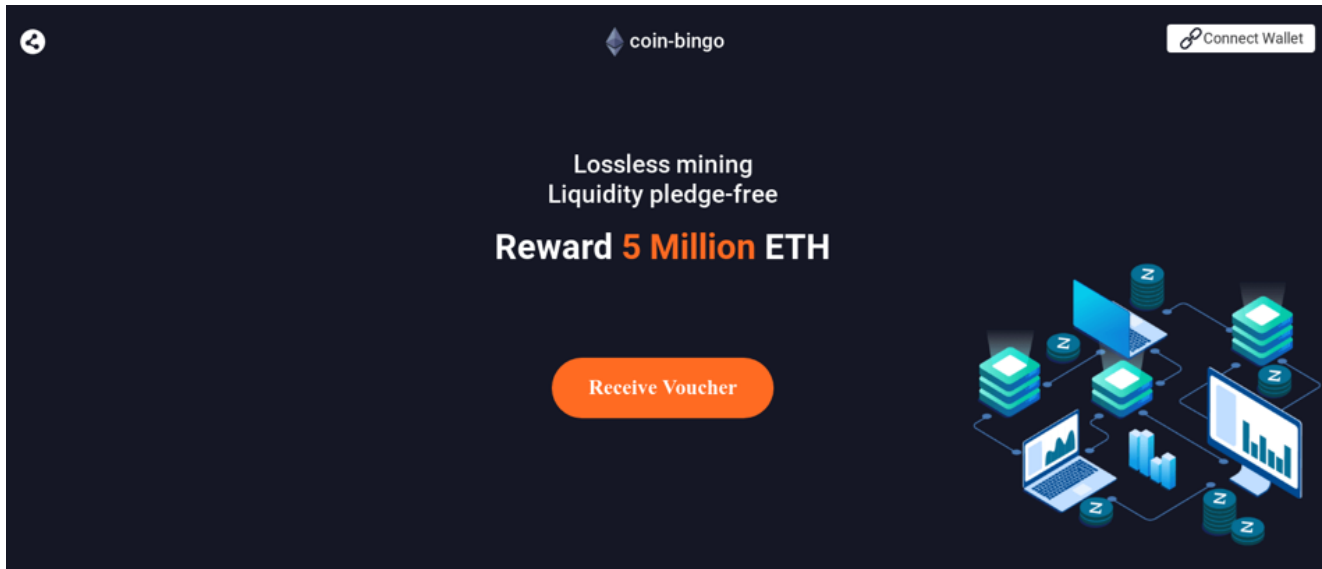 coin-bingo
Connect Wallet
Lossless mining
Liquidity pledge-free
Reward 5 Million ETH
Receive Voucher
Z
Z
Z
Z
Z
Z